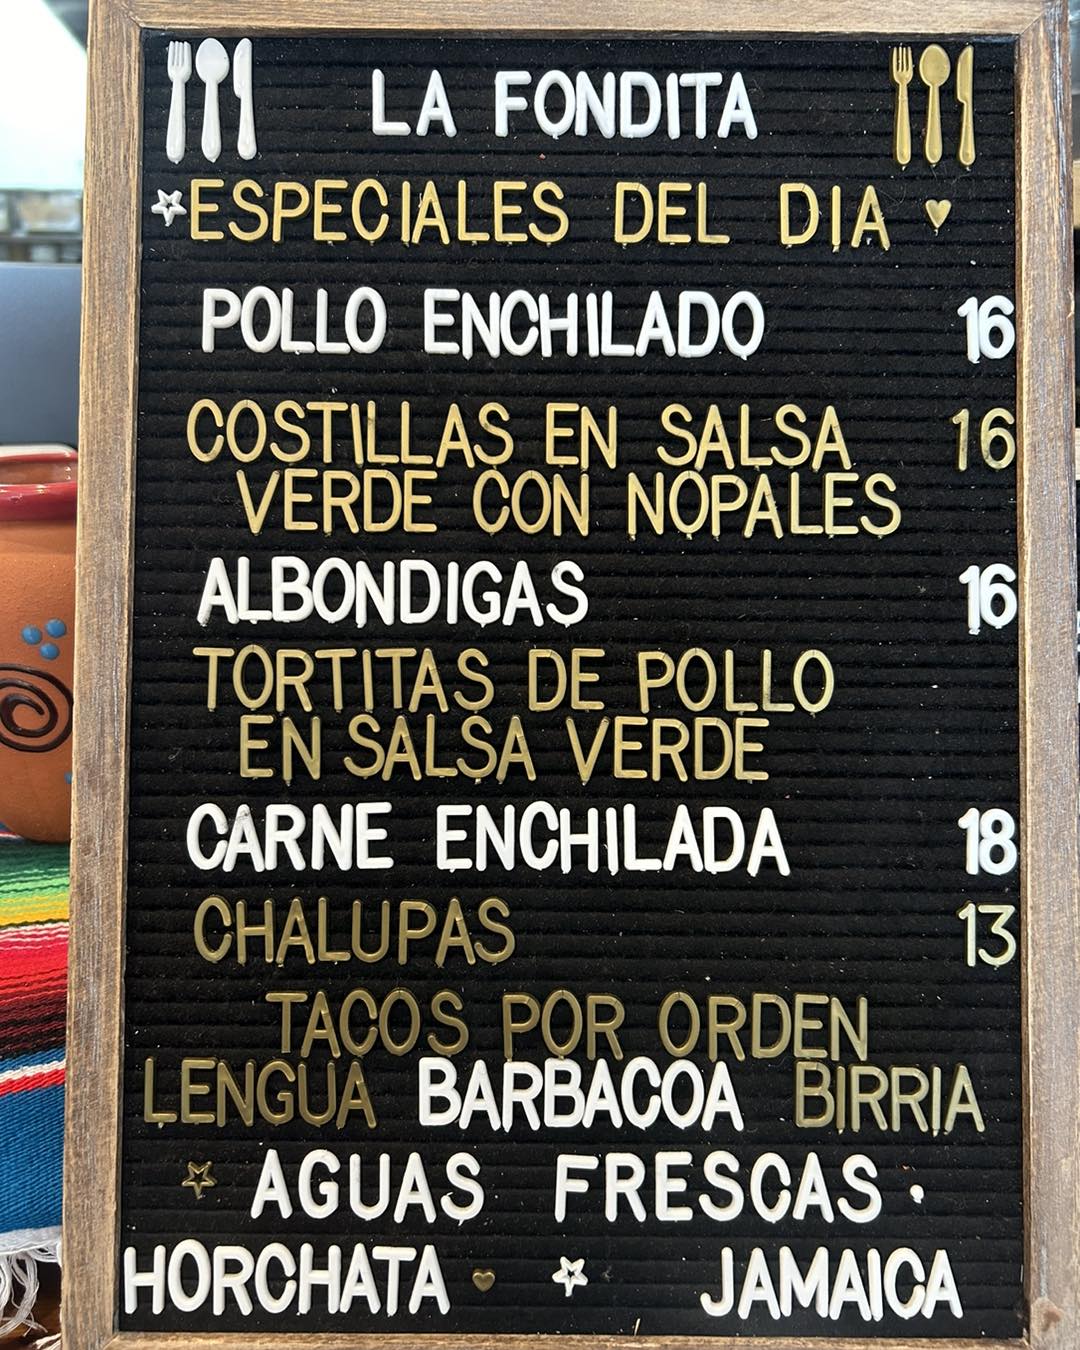 LA FONDITA
ESPECIALES DEL DIA
POLLO ENCHILADO 16
COSTILLAS EN SALSA 16
VERDE CON NOPALES
ALBONDIGAS 16
TORTITAS DE POLLO
EN SALSA VERDE
CARNE ENCHILADA 18
CHALUPAS 13
TACOS POR ORDEN
LENGUA BARBACOA BIRRIA
AGUAS FRESCAS
HORCHATA JAMAICA